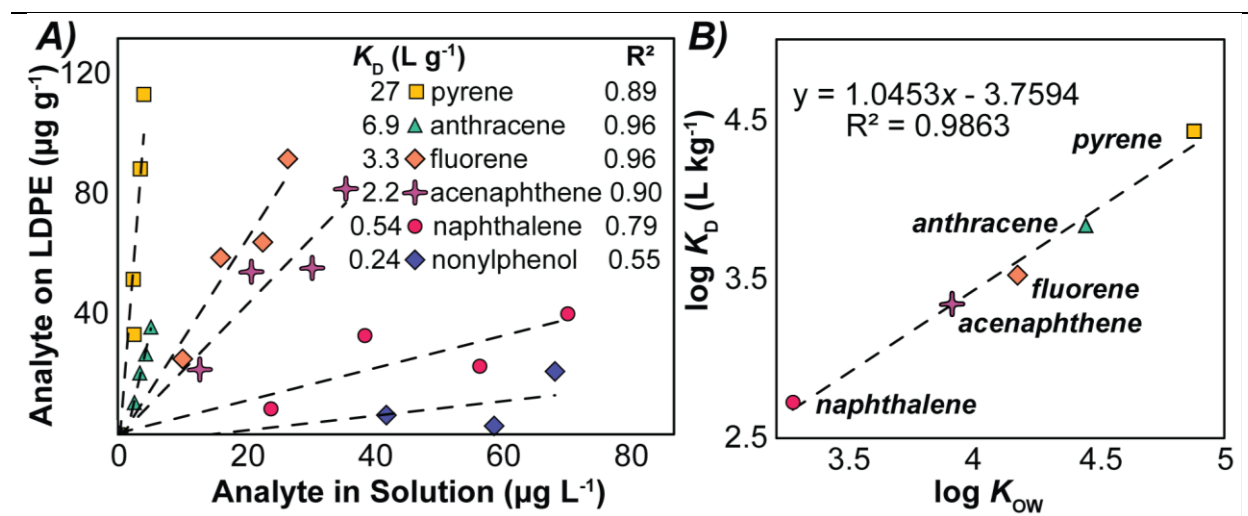 A)
K_D (L g⁻¹) R²
27 pyrene 0.89
6.9 anthracene 0.96
3.3 fluorene 0.96
2.2 acenaphthene 0.90
0.54 naphthalene 0.79
0.24 nonylphenol 0.55
Analyte on LDPE (µg g⁻¹)
120
80
40
0 20 40 60 80
Analyte in Solution (µg L⁻¹)
B)
y = 1.0453x - 3.7594
R² = 0.9863
pyrene
anthracene
fluorene
acenaphthene
naphthalene
log K_D (L kg⁻¹)
4.5
3.5
2.5
3.5 4 4.5 5
log K_OW